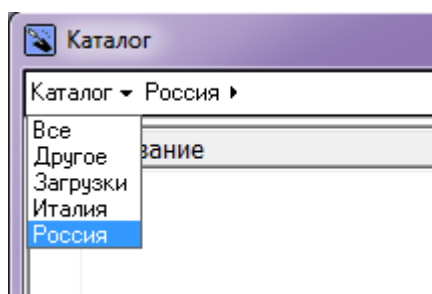 Каталог
Каталог Россия
Все
Другое
вание
Загрузки
Италия
Россия